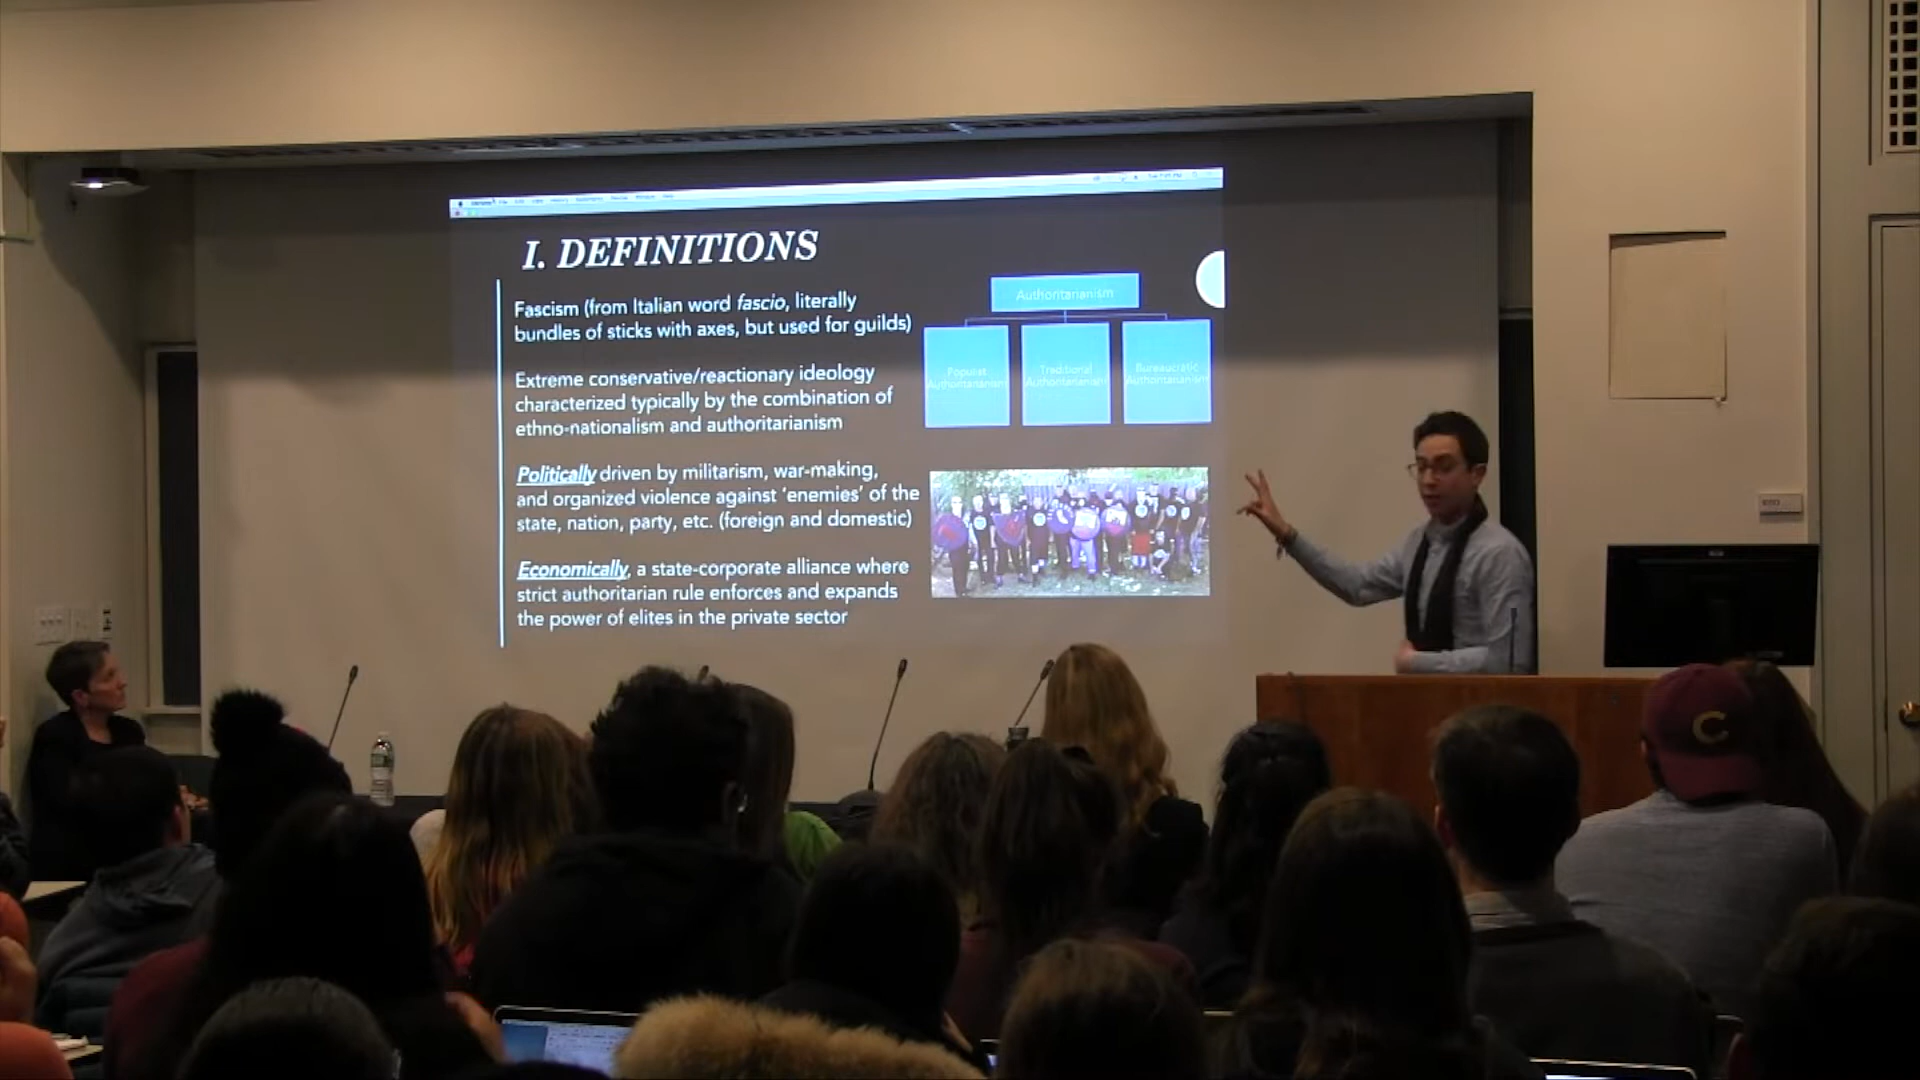 I. DEFINITIONS
Fascism (from Italian word fascio, literally
bundles of sticks with axes, but used for guilds)
Extreme conservative/reactionary ideology
characterized typically by the combination of
ethno-nationalism and authoritarianism
Politically driven by militarism, war-making,
and organized violence against 'enemies' of the
state, nation, party, etc. (foreign and domestic)
Economically, a state-corporate alliance where
strict authoritarian rule enforces and expands
the power of elites in the private sector
Authoritarianism
Populist
Authoritarianism
Traditional
Authoritarianism
Bureaucratic
Authoritarianism
C